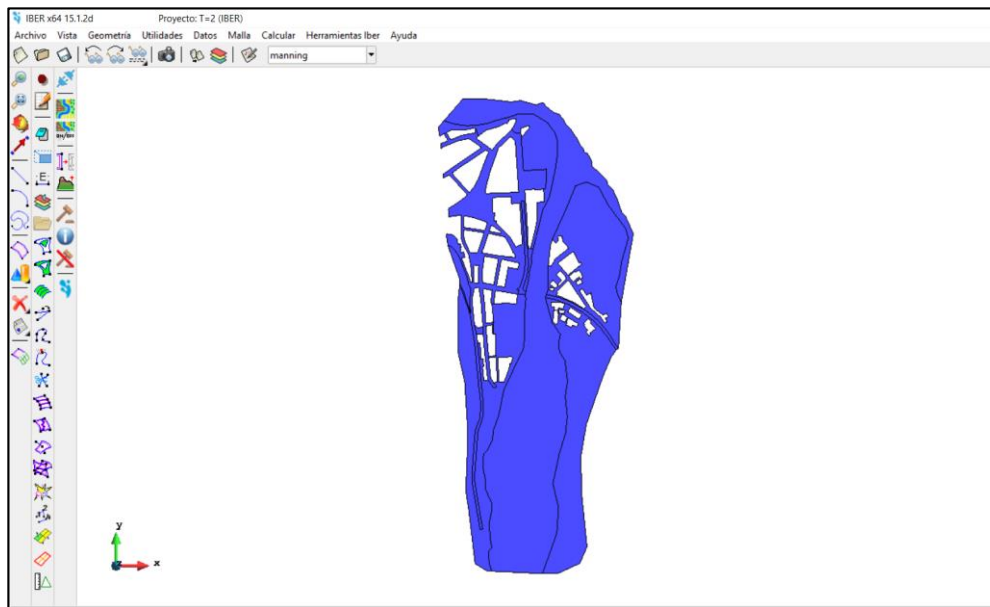 IBER x64 15.1.2d Proyecto: T=2 (IBER)
Archivo Vista Geometría Utilidades Datos Malla Calcular Herramientas Iber Ayuda
manning
E
y
x